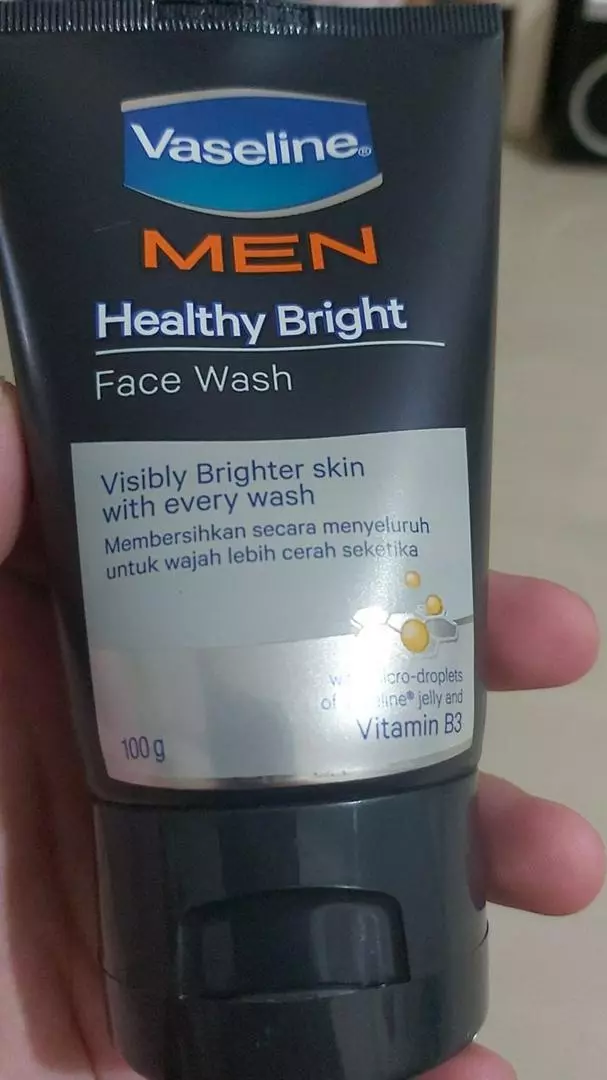 Vaseline®
MEN
Healthy Bright
Face Wash
Visibly Brighter skin
with every wash
Membersihkan secara menyeluruh
untuk wajah lebih cerah seketika
jelly and
Vitamin B3
100 g